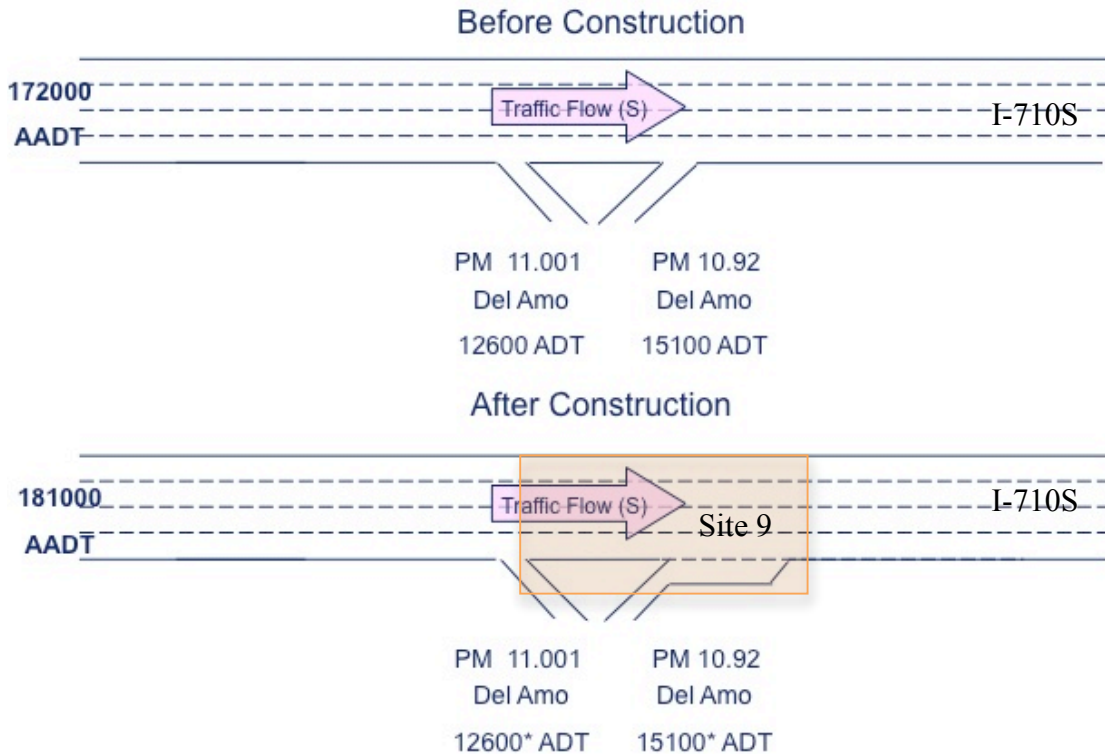 Before Construction
172000
AADT
Traffic Flow (S)
I-710S
PM 11.001 PM 10.92
Del Amo Del Amo
12600 ADT 15100 ADT
After Construction
181000
AADT
Traffic Flow (S)
I-710S
Site 9
PM 11.001 PM 10.92
Del Amo Del Amo
12600* ADT 15100* ADT